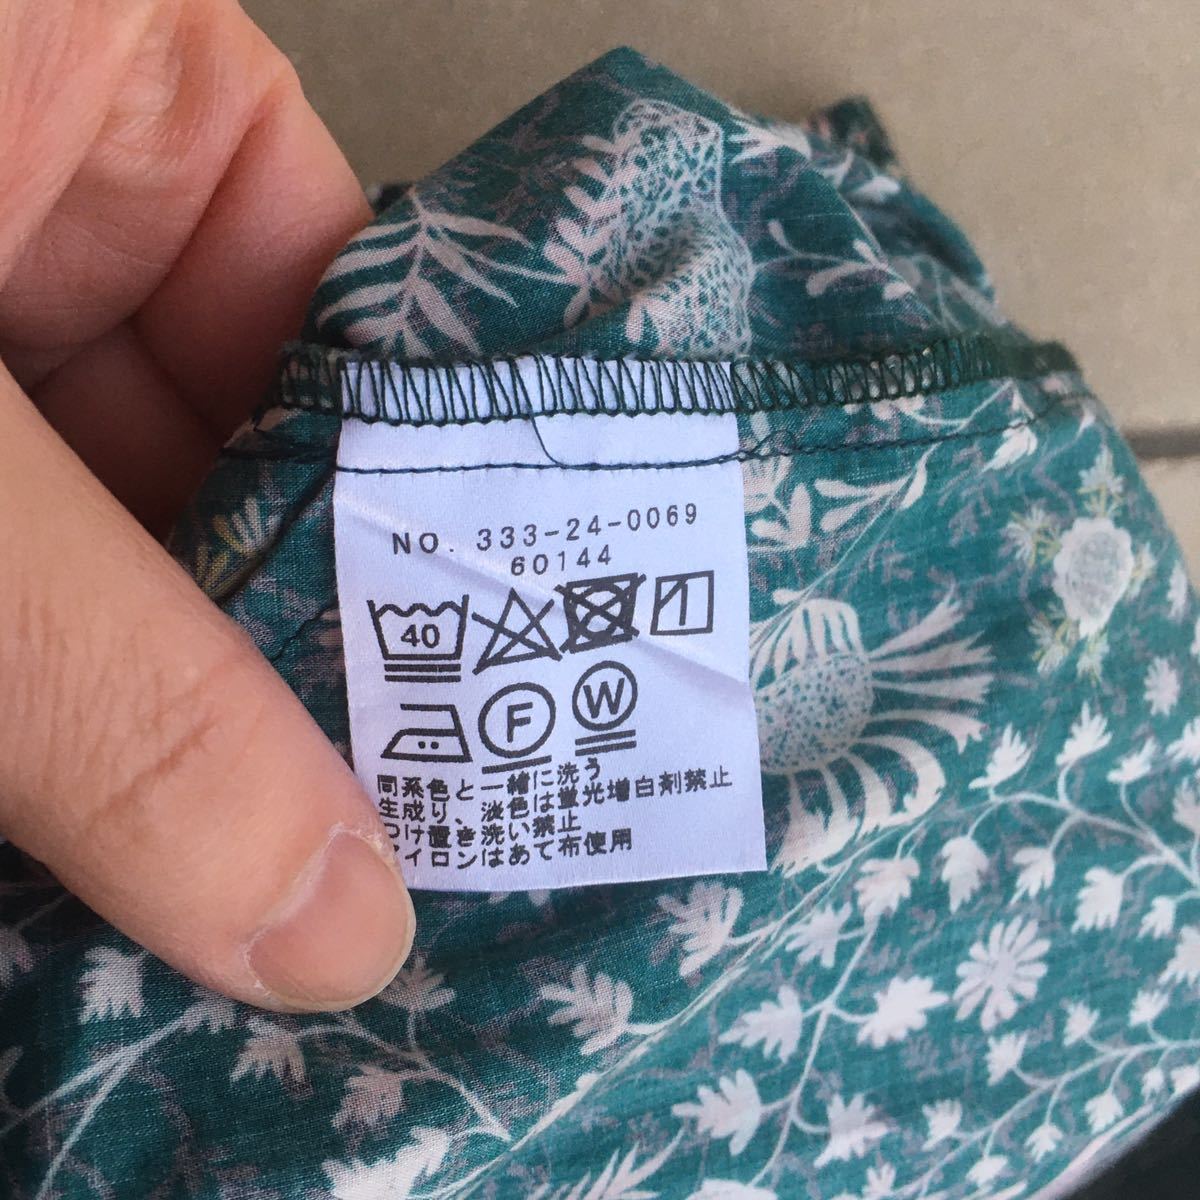 NO. 333-24-0069
60144
40
F W
同系色と一緒に洗う
生成り、淡色は蛍光増白剤禁止
つけ置き洗い禁止
アイロンはあて布使用